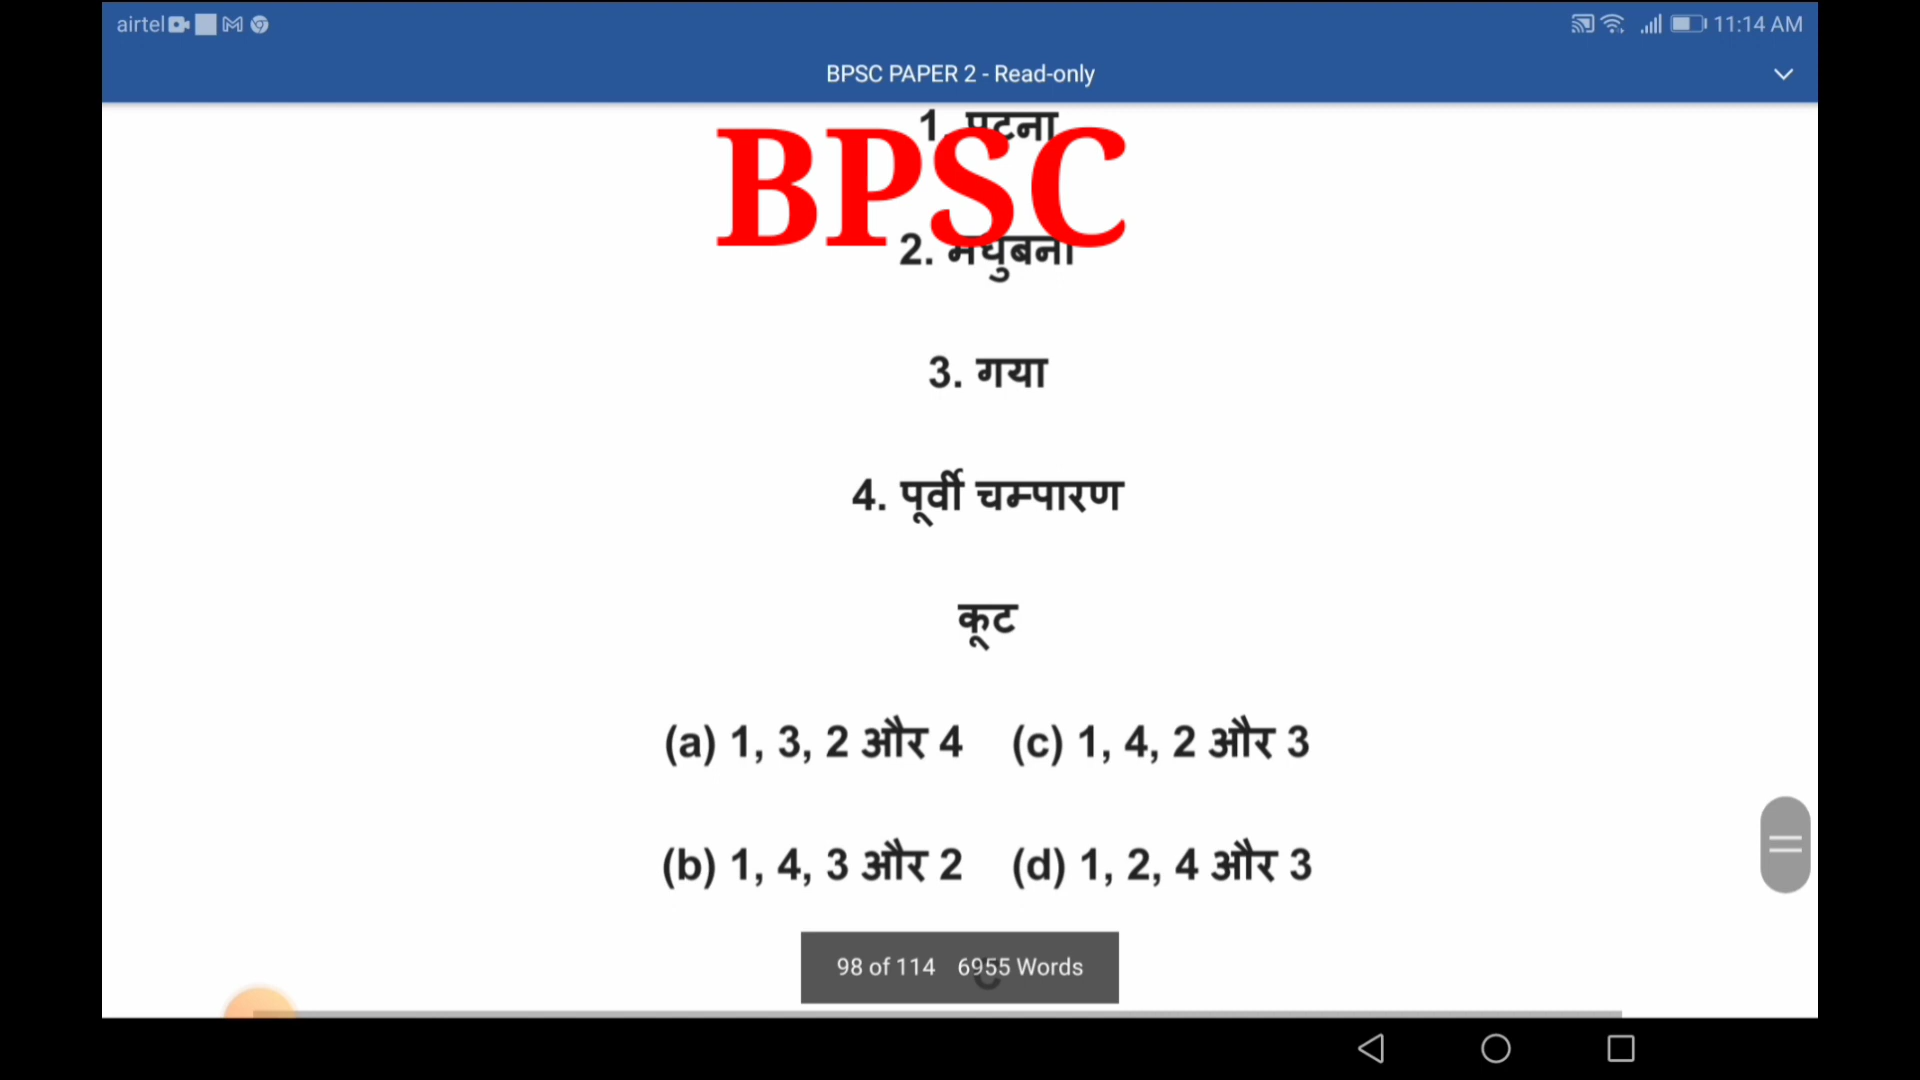 airtel 11:14 AM
BPSC PAPER 2 - Read-only
1. पटना
BPSC
2. मधुबनी
3. गया
4. पूर्वी चम्पारण
कूट
(a) 1, 3, 2 और 4 (c) 1, 4, 2 और 3
(b) 1, 4, 3 और 2 (d) 1, 2, 4 और 3
98 of 114 6955 Words